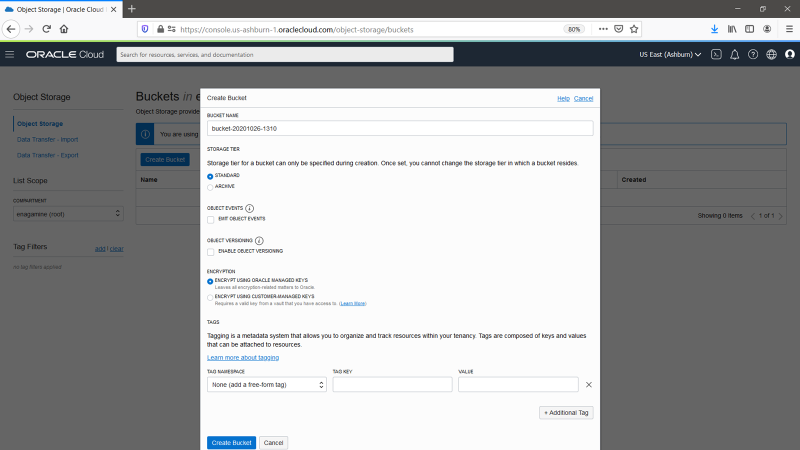 Object Storage | Oracle Cloud
https://console.us-ashburn-1.oraclecloud.com/object-storage/buckets
80%
ORACLE Cloud
Search for resources, services, and documentation
US East (Ashburn)
Object Storage
Object Storage
Data Transfer - Import
Data Transfer - Export
List Scope
COMPARTMENT
enagamine (root)
Tag Filters
add | clear
no tag filters applied
Buckets in e
Object Storage provide
You are using
Create Bucket
Name
Created
Showing 0 Items
1 of 1
Create Bucket
Help
Cancel
BUCKET NAME
bucket-20201026-1310
STORAGE TIER
Storage tier for a bucket can only be specified during creation. Once set, you cannot change the storage tier in which a bucket resides.
STANDARD
ARCHIVE
OBJECT EVENTS
EMIT OBJECT EVENTS
OBJECT VERSIONING
ENABLE OBJECT VERSIONING
ENCRYPTION
ENCRYPT USING ORACLE MANAGED KEYS
Leaves all encryption-related matters to Oracle.
ENCRYPT USING CUSTOMER-MANAGED KEYS
Requires a valid key from a vault that you have access to. (Learn More)
TAGS
Tagging is a metadata system that allows you to organize and track resources within your tenancy. Tags are composed of keys and values
that can be attached to resources.
Learn more about tagging
TAG NAMESPACE
TAG KEY
VALUE
None (add a free-form tag)
+ Additional Tag
Create Bucket
Cancel